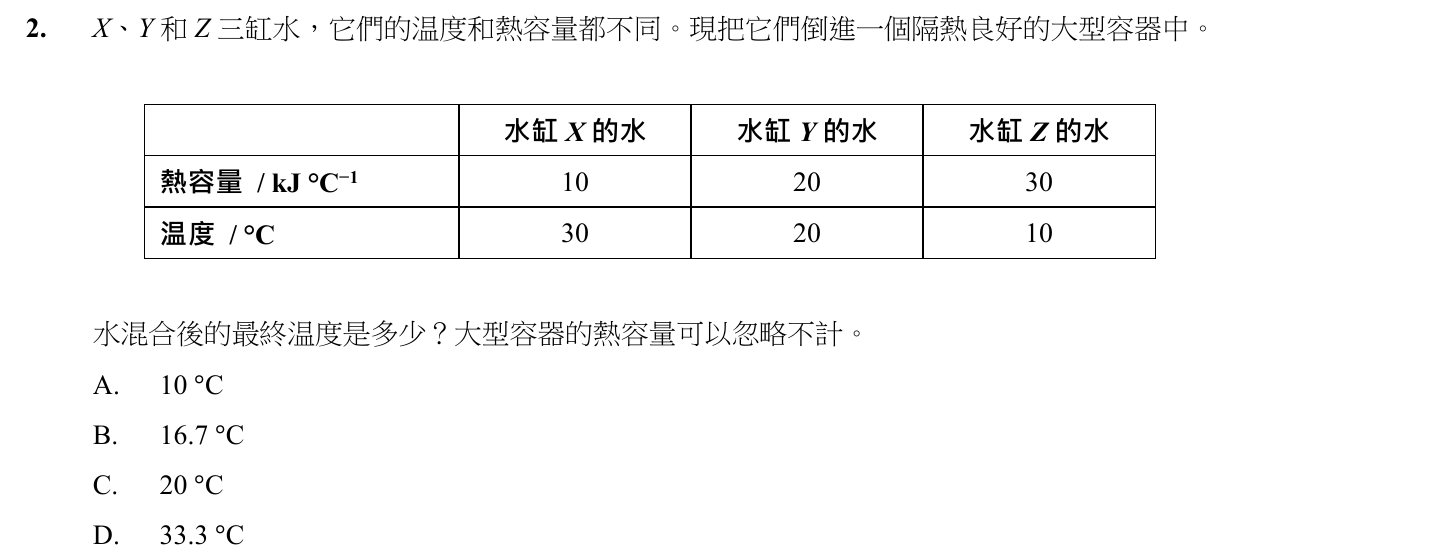 2. X、Y 和 Z 三缸水，它們的温度和熱容量都不同。現把它們倒進一個隔熱良好的大型容器中。
水缸 X 的水 水缸 Y 的水 水缸 Z 的水
熱容量 / kJ °C⁻¹ 10 20 30
温度 / °C 30 20 10
水混合後的最終温度是多少？大型容器的熱容量可以忽略不計。
A. 10 °C
B. 16.7 °C
C. 20 °C
D. 33.3 °C